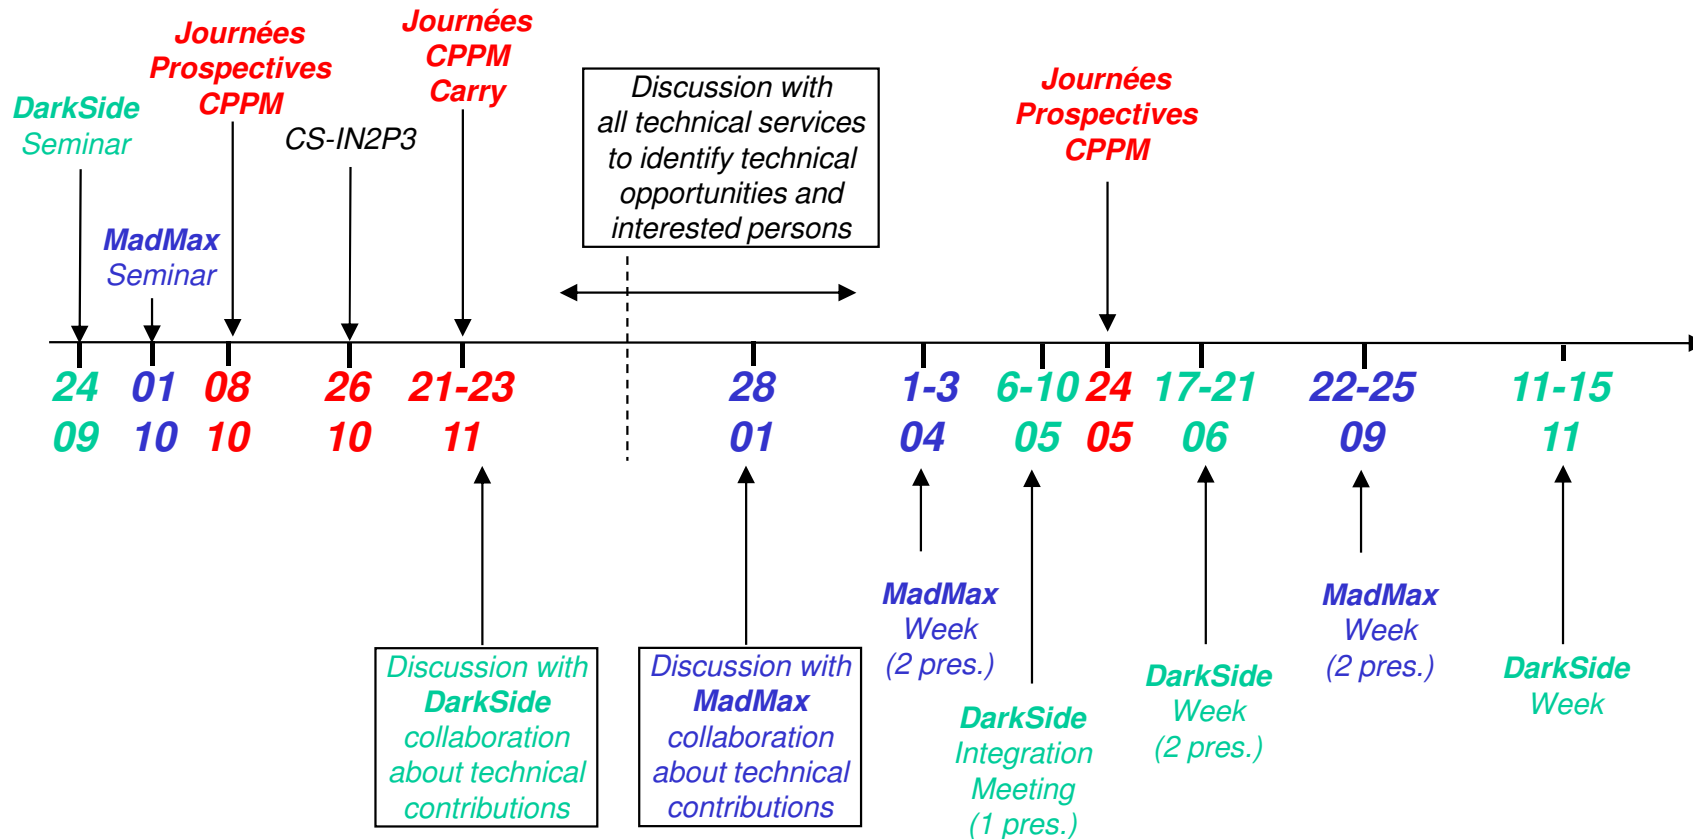 DarkSide
Seminar
MadMax
Seminar
Journées
Prospectives
CPPM
CS-IN2P3
Journées
CPPM
Carry
Discussion with
all technical services
to identify technical
opportunities and
interested persons
Journées
Prospectives
CPPM
24 01 08 26 21-23 28 1-3 6-10 24 17-21 22-25 11-15
09 10 10 10 11 01 04 05 05 06 09 11
Discussion with
DarkSide
collaboration
about technical
contributions
Discussion with
MadMax
collaboration
about technical
contributions
MadMax
Week
(2 pres.)
DarkSide
Integration
Meeting
(1 pres.)
DarkSide
Week
(2 pres.)
MadMax
Week
(2 pres.)
DarkSide
Week